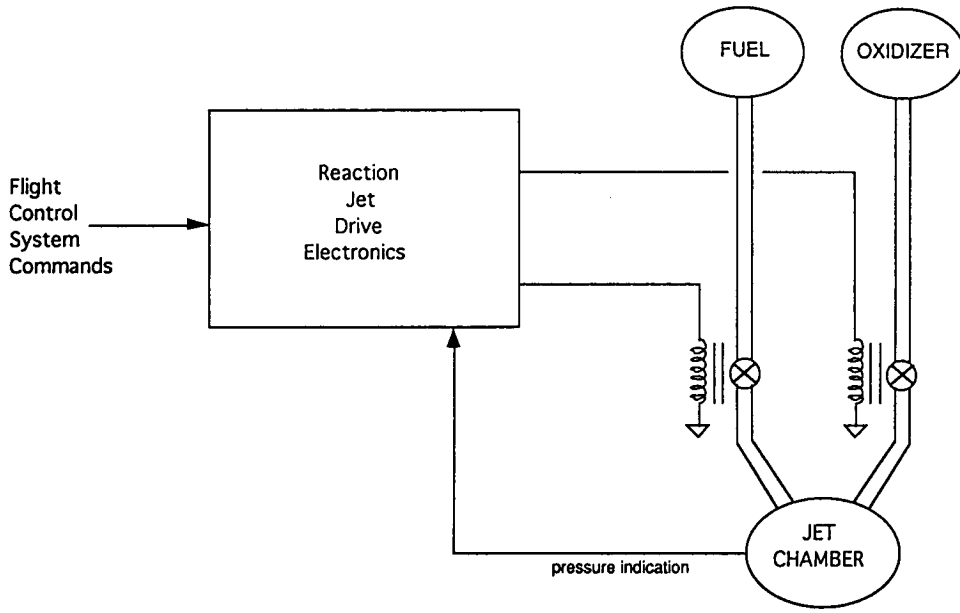 FUEL
OXIDIZER
Flight
Control
System
Commands
Reaction
Jet
Drive
Electronics
JET
CHAMBER
pressure indication